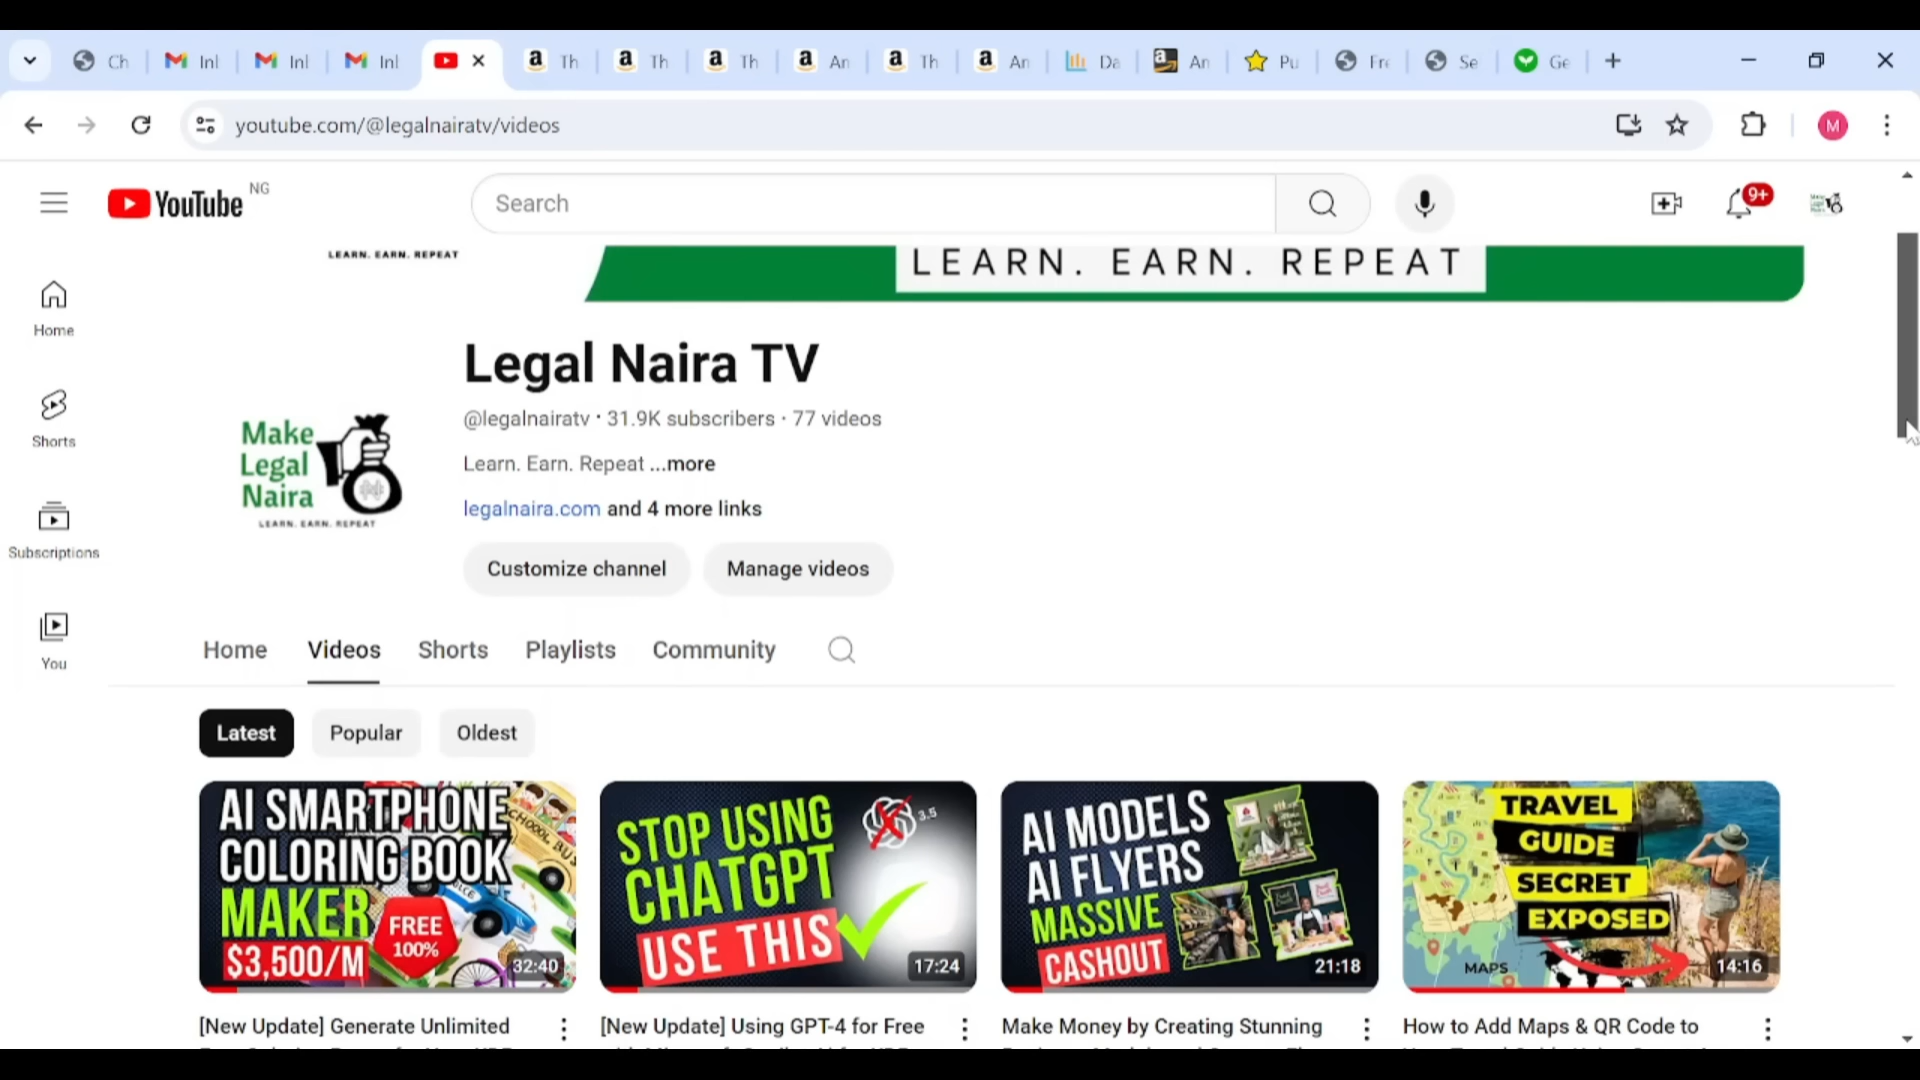 Ch
Inl
Inl
Inl
Th
Th
Th
An
Th
An
Da
An
Pu
Fre
Se
Ge
youtube.com/@legalnairatv/videos
M
YouTube NG
Search
9+
LEARN. EARN. REPEAT
LEARN. EARN. REPEAT
Home
Shorts
Subscriptions
You
Make
Legal
Naira
LEARN. EARN. REPEAT
Legal Naira TV
@legalnairatv • 31.9K subscribers • 77 videos
Learn. Earn. Repeat ...more
legalnaira.com and 4 more links
Customize channel
Manage videos
Home
Videos
Shorts
Playlists
Community
Latest
Popular
Oldest
AI SMARTPHONE
COLORING BOOK
MAKER
$3,500/M
FREE
100%
SCHOOL BUS
32:40
STOP USING
CHATGPT
USE THIS
3.5
17:24
AI MODELS
AI FLYERS
MASSIVE
CASHOUT
21:18
TRAVEL
GUIDE
SECRET
EXPOSED
MAPS
14:16
[New Update] Generate Unlimited
[New Update] Using GPT-4 for Free
Make Money by Creating Stunning
How to Add Maps & QR Code to